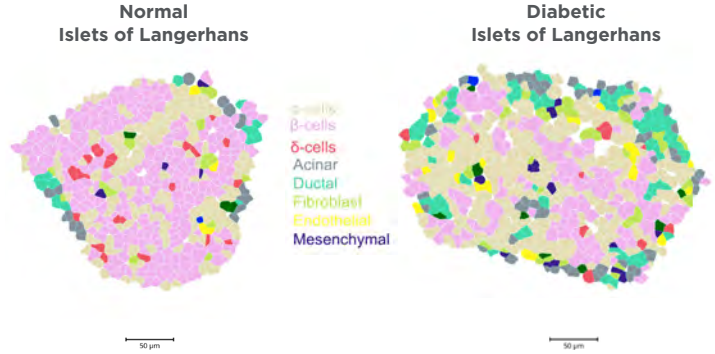 Normal
Islets of Langerhans
Diabetic
Islets of Langerhans
α-cells
β-cells
δ-cells
Acinar
Ductal
Fibroblast
Endothelial
Mesenchymal
50 µm
50 µm